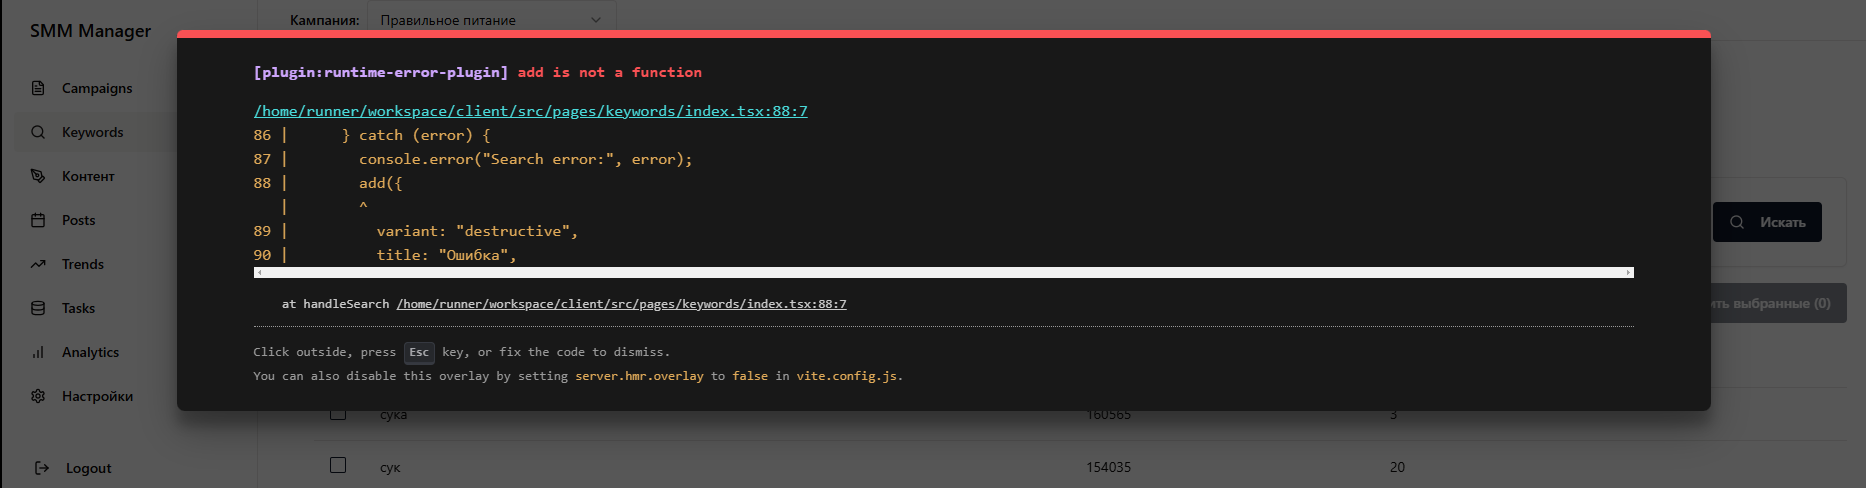 SMM Manager
Кампания: Правильное питание
Campaigns
Keywords
Контент
Posts
Trends
Tasks
Analytics
Настройки
Logout
[plugin:runtime-error-plugin] add is not a function
/home/runner/workspace/client/src/pages/keywords/index.tsx:88:7
86 | } catch (error) {
87 | console.error("Search error:", error);
88 | add({
| ^
89 | variant: "destructive",
90 | title: "Ошибка",
at handleSearch /home/runner/workspace/client/src/pages/keywords/index.tsx:88:7
Click outside, press Esc key, or fix the code to dismiss.
You can also disable this overlay by setting server.hmr.overlay to false in vite.config.js.
Искать
выбранные (0)
сука 160565 3
сук 154035 20